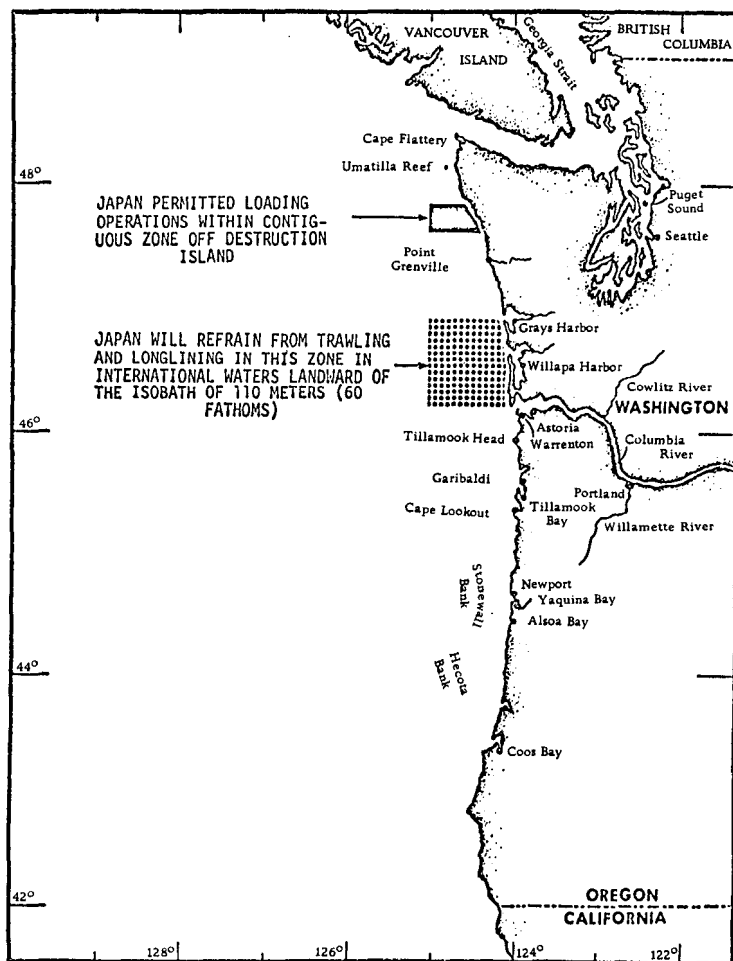 VANCOUVER
ISLAND
Georgia Strait
BRITISH
COLUMBIA
Cape Flattery
Umatilla Reef
48°
JAPAN PERMITTED LOADING
OPERATIONS WITHIN CONTIG-
UOUS ZONE OFF DESTRUCTION
ISLAND
Puget
Sound
Seattle
Point
Grenville
Grays Harbor
JAPAN WILL REFRAIN FROM TRAWLING
AND LONGLINING IN THIS ZONE IN
INTERNATIONAL WATERS LANDWARD OF
THE ISOBATH OF 110 METERS (60
FATHOMS)
Willapa Harbor
Cowlitz River
WASHINGTON
46°
Tillamook Head
Astoria
Warrenton
Columbia
River
Garibaldi
Portland
Cape Lookout
Tillamook
Bay
Willamette River
Stonewall
Bank
Newport
Yaquina Bay
Alsoa Bay
44°
Hecota
Bank
Coos Bay
42°
OREGON
CALIFORNIA
128°
126°
124°
122°